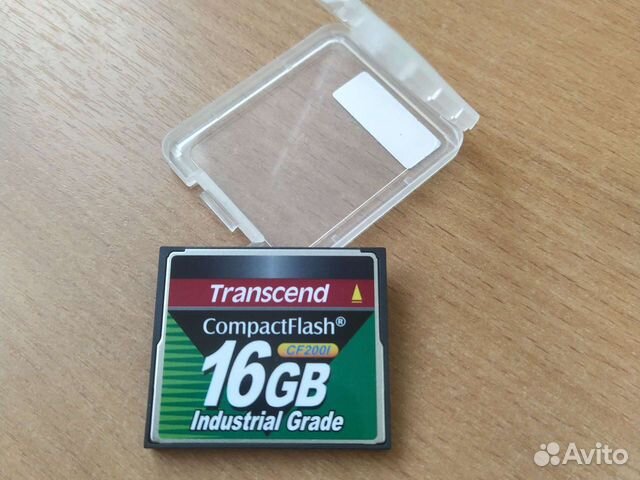 Transcend
CompactFlash®
CF200I
16GB
Industrial Grade
Avito